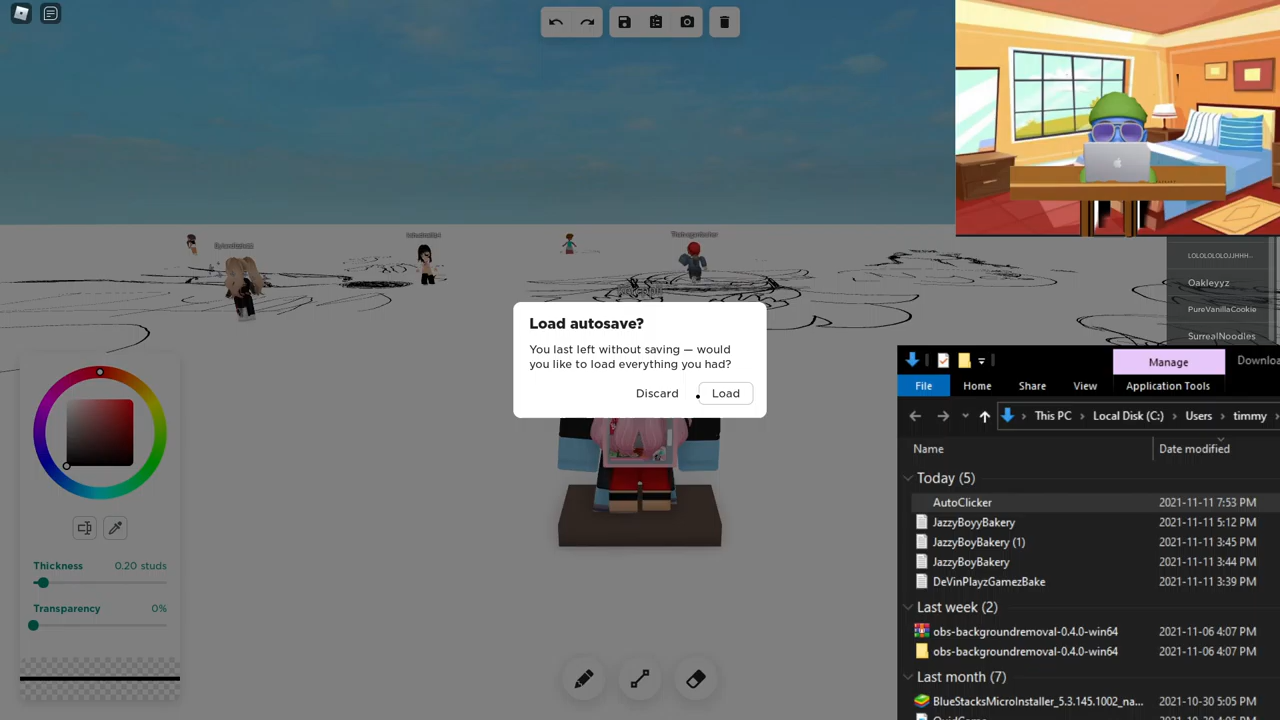 LOLOLOLOLOJJHHH...
Oakleyyz
PureVanillaCookie
SurrealNoodles
Load autosave?
You last left without saving — would
you like to load everything you had?
Discard
Load
Thickness
0.20 studs
Transparency
0%
Manage
Downloa
File
Home
Share
View
Application Tools
This PC
Local Disk (C:)
Users
timmy
Name
Date modified
Today (5)
AutoClicker
2021-11-11 7:53 PM
JazzyBoyyBakery
2021-11-11 5:12 PM
JazzyBoyBakery (1)
2021-11-11 3:45 PM
JazzyBoyBakery
2021-11-11 3:44 PM
DeVinPlayzGamezBake
2021-11-11 3:39 PM
Last week (2)
obs-backgroundremoval-0.4.0-win64
2021-11-06 4:07 PM
obs-backgroundremoval-0.4.0-win64
2021-11-06 4:07 PM
Last month (7)
BlueStacksMicroInstaller_5.3.145.1002_na...
2021-10-30 5:05 PM